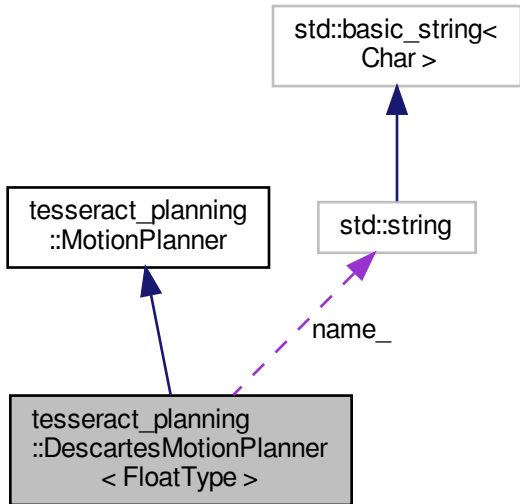 std::basic_string<
Char >
tesseract_planning
::MotionPlanner
std::string
name_
tesseract_planning
::DescartesMotionPlanner
< FloatType >